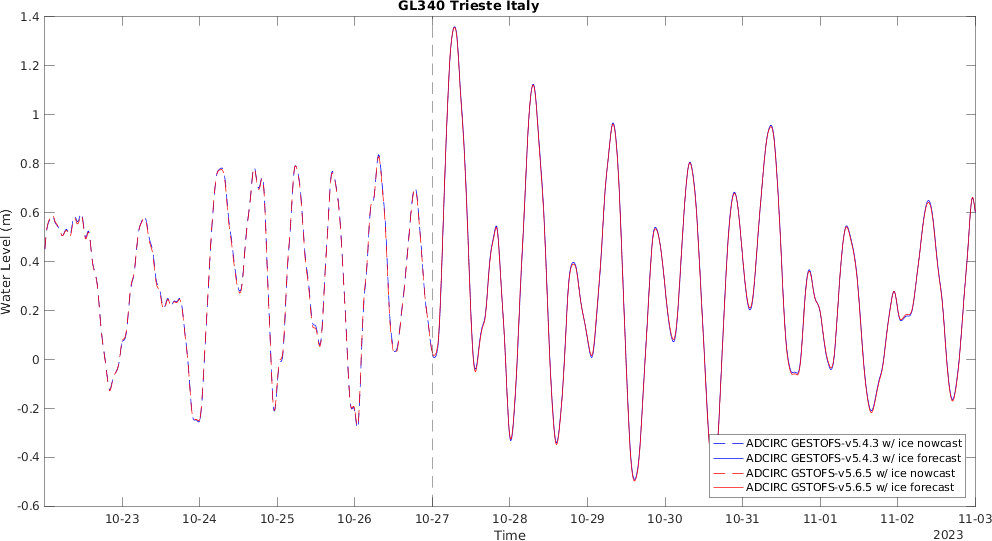 GL340 Trieste Italy
1.4
1.2
1
0.8
0.6
0.4
0.2
0
-0.2
-0.4
-0.6
Water Level (m)
ADCIRC GESTOFS-v5.4.3 w/ ice nowcast
ADCIRC GESTOFS-v5.4.3 w/ ice forecast
ADCIRC GSTOFS-v5.6.5 w/ ice nowcast
ADCIRC GSTOFS-v5.6.5 w/ ice forecast
10-23 10-24 10-25 10-26 10-27 10-28 10-29 10-30 10-31 11-01 11-02 11-03
Time
2023